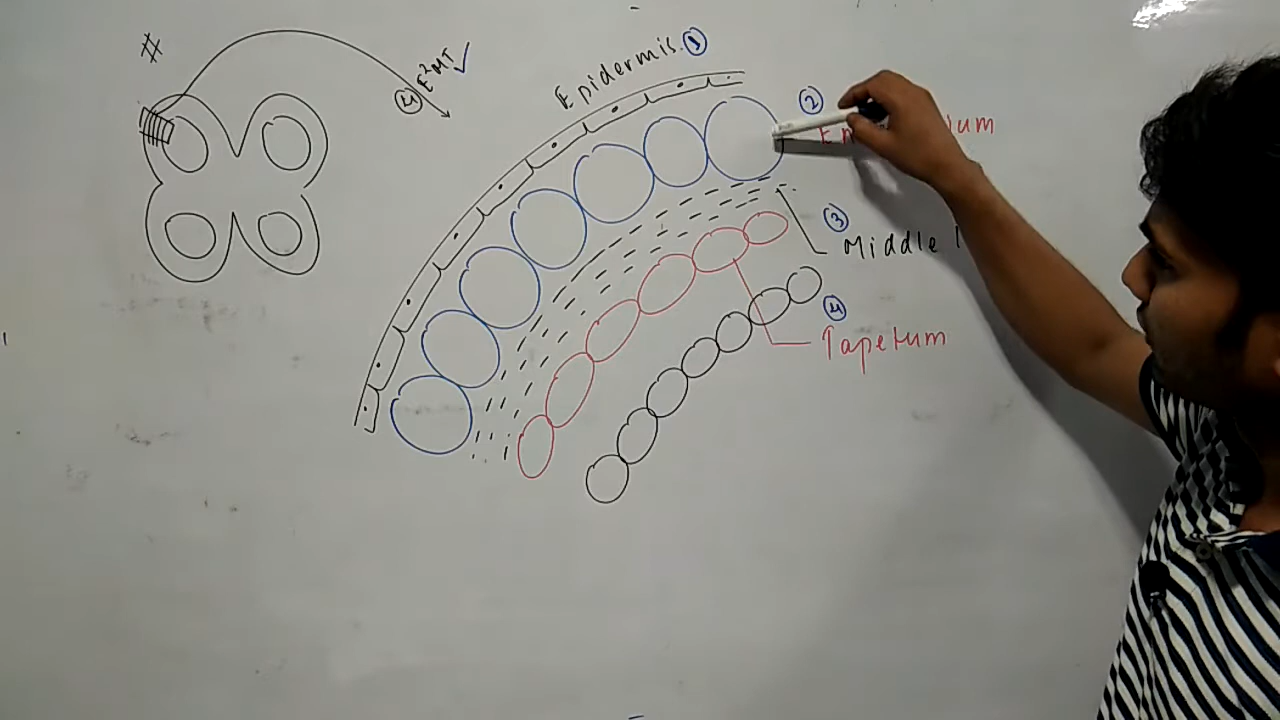 #
④ E²MT ✓
Epidermis ①
②
③
Middle
④
Tapetum